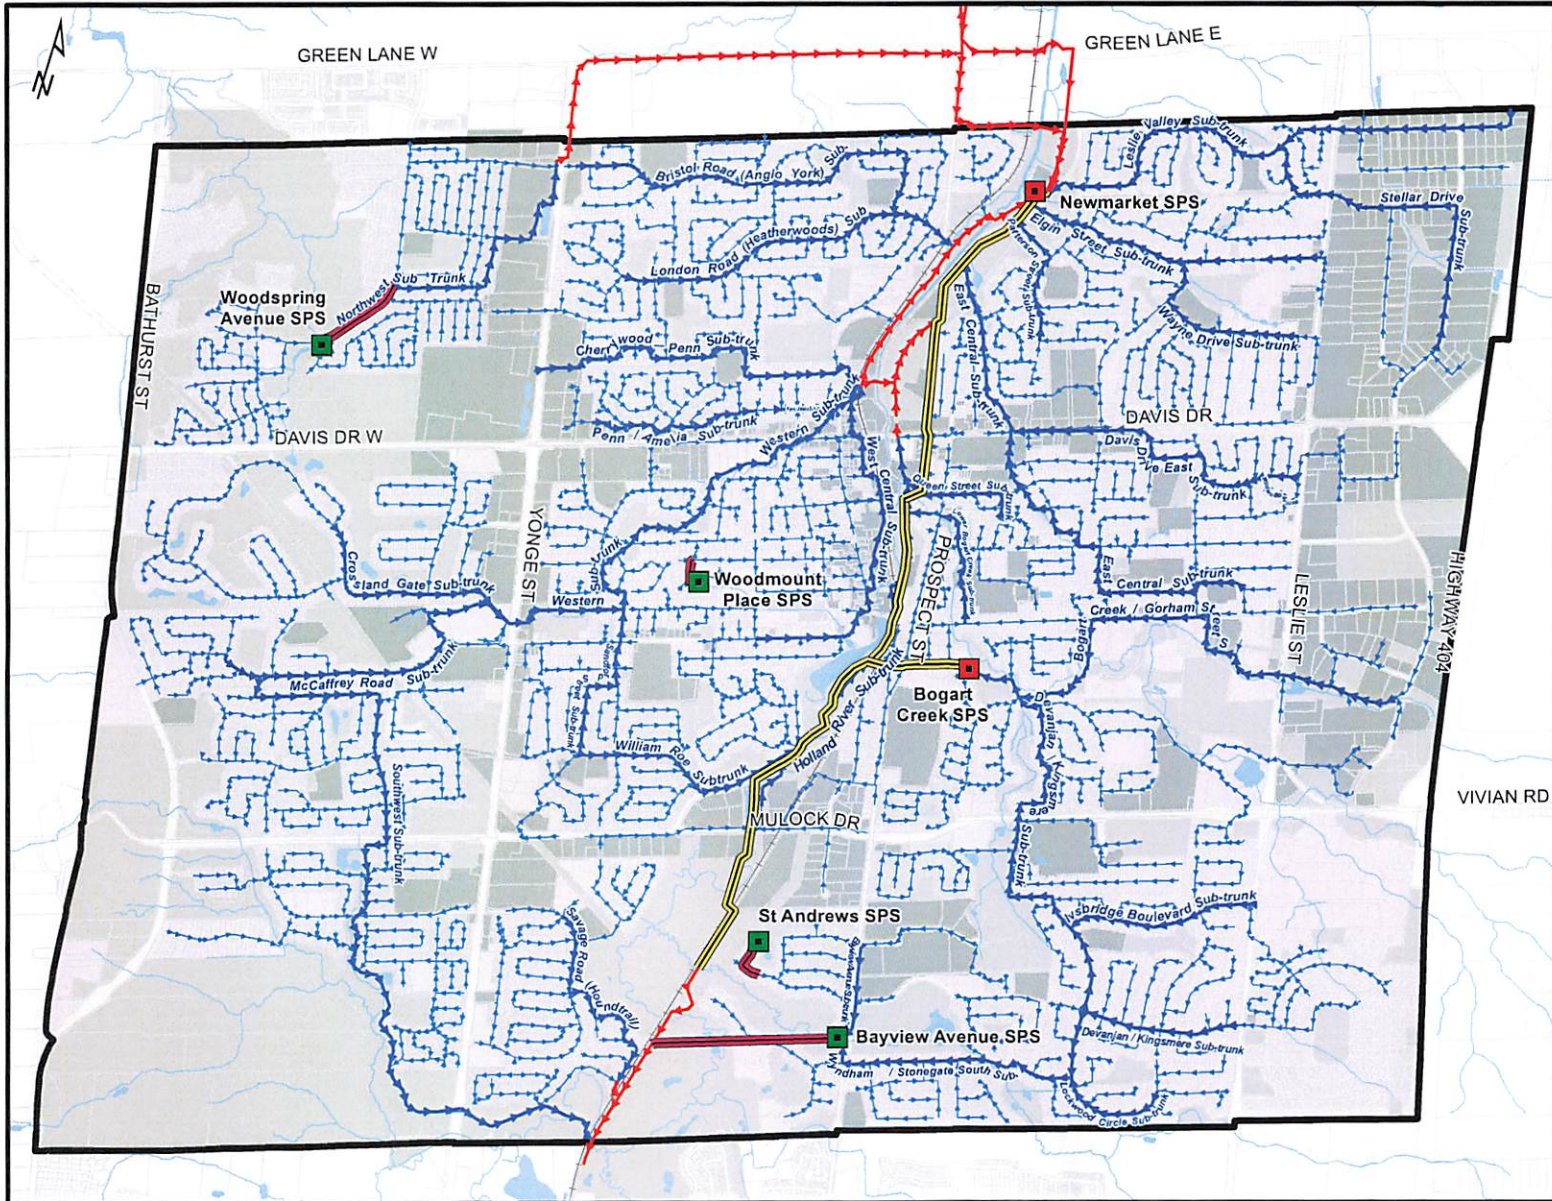 N
GREEN LANE W
GREEN LANE E
Leslie Valley Sub-trunk
Bristol Road (Anglo York) Sub.
Newmarket SPS
Stellar Drive
Sub-trunk
Elgin Street Sub-trunk
London Road (Heatherwoods) Sub
Northwest Sub Trunk
Woodspring
Avenue SPS
BATHURST ST
East Central Sub-trunk
Wayne Drive Sub-trunk
Cherrywood Penn Sub-trunk
Penn / Amelia Sub-trunk
Western Sub-trunk
DAVIS DR W
DAVIS DR
Davis Drive East
Sub-trunk
West Central Sub-trunk
Queen Street Sub
trunk
YONGE ST
PROSPECT ST
Crossland Gate Sub-trunk
Western
Sub-trunk
Woodmount
Place SPS
East Central Sub-trunk
Bogart Creek / Gorham Street S
LESLIE ST
HIGHWAY 404
McCaffrey Road Sub-trunk
Holland River Sub-trunk
Bogart
Creek SPS
William Roe Subtrunk
Devanjan Kingsmere
Sub-trunk
Southwest Sub-trunk
MULOCK DR
VIVIAN RD
St Andrews SPS
Ivsbridge Boulevard Sub-trunk
Savage Road (Houndtrail)
Bayview Avenue SPS
Devanjan / Kingsmere Sub-trunk
Wyndham / Stonegate South Sub-
Lockwood Circle Sub-trunk